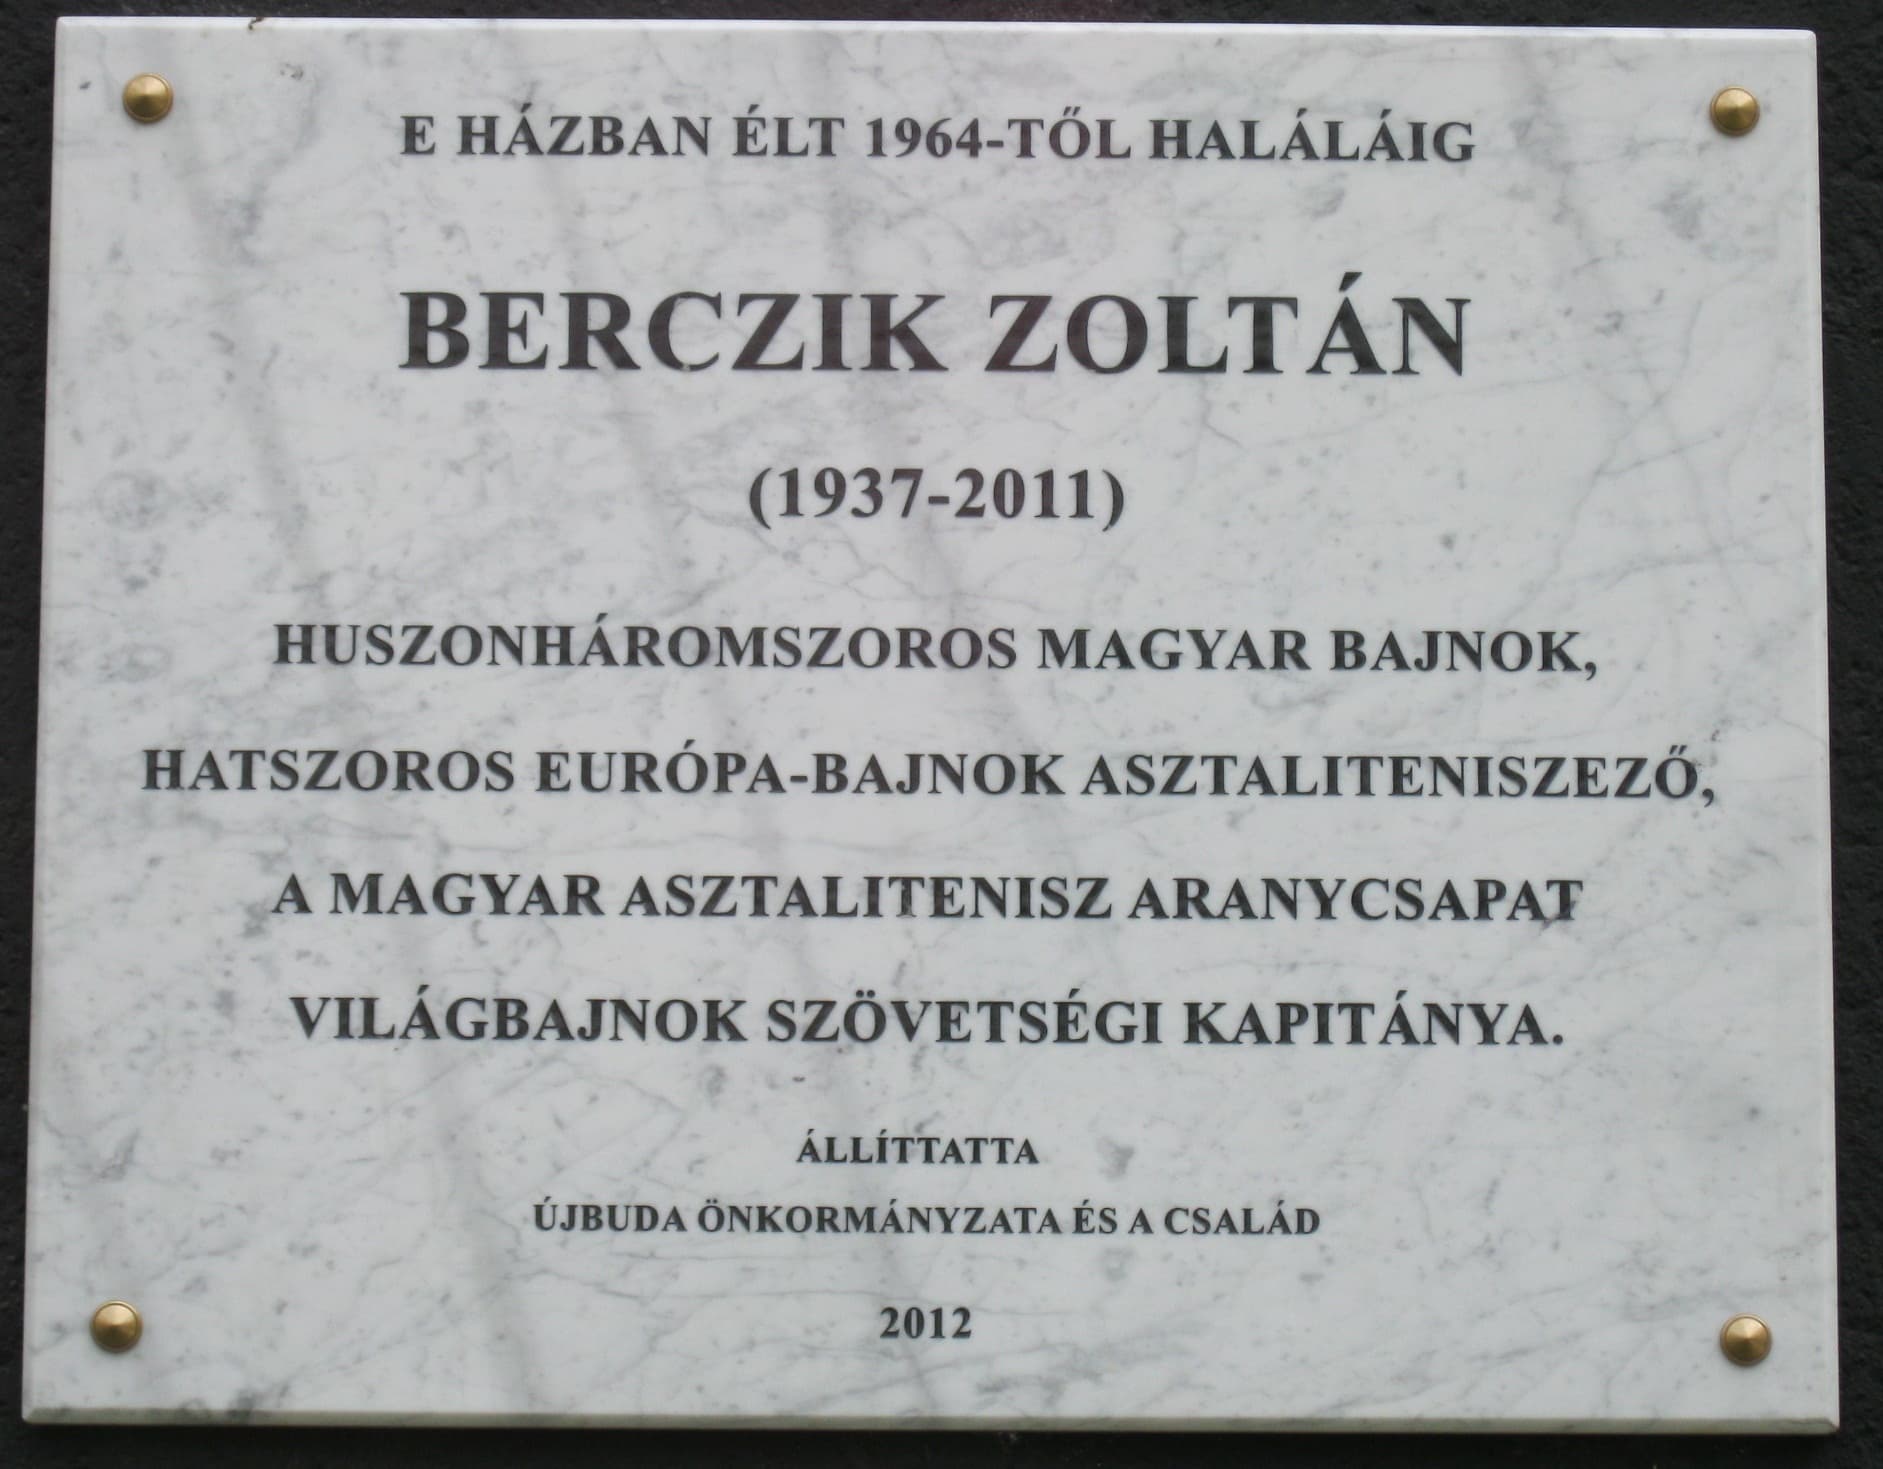 E HÁZBAN ÉLT 1964-TŐL HALÁLÁIG
BERCZIK ZOLTÁN
(1937-2011)
HUSZONHÁROMSZOROS MAGYAR BAJNOK,
HATSZOROS EURÓPA-BAJNOK ASZTALITENISZEZŐ,
A MAGYAR ASZTALITENISZ ARANYCSAPAT
VILÁGBAJNOK SZÖVETSÉGI KAPITÁNYA.
ÁLLÍTTATTA
ÚJBUDA ÖNKORMÁNYZATA ÉS A CSALÁD
2012